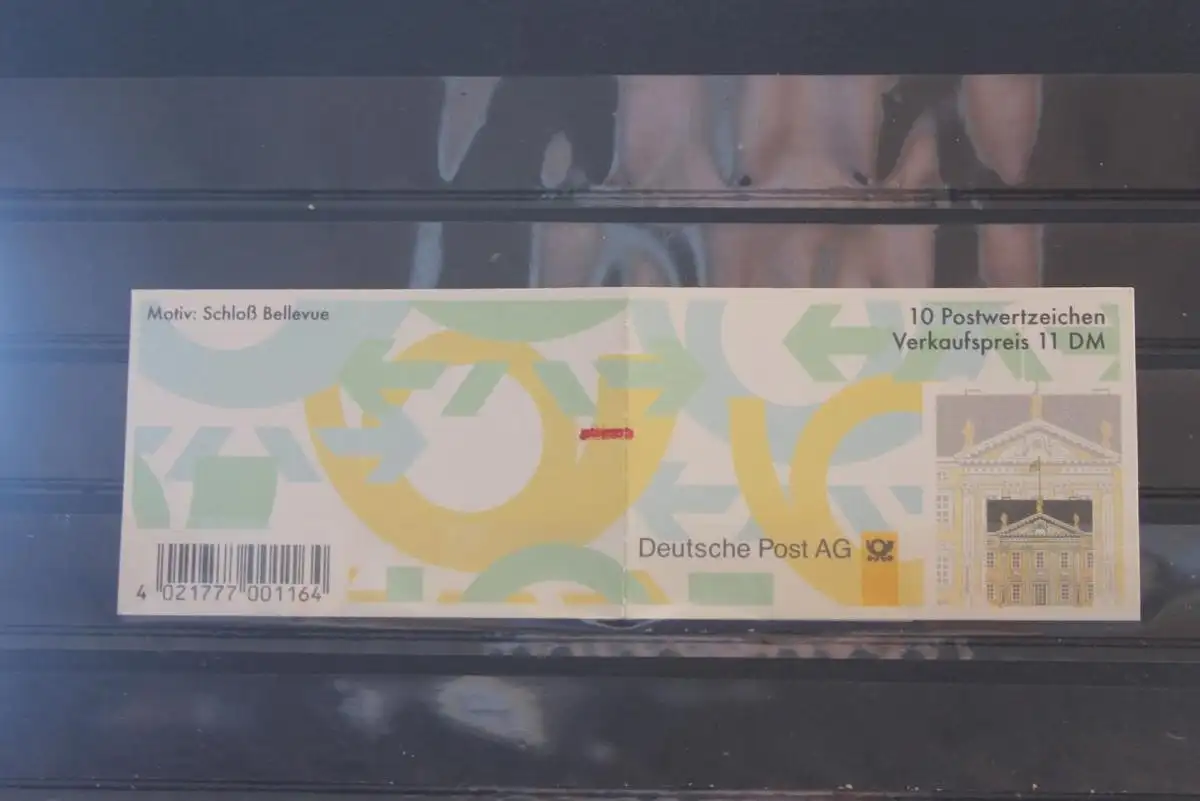 Motiv: Schloß Bellevue
4 021777 001164
10 Postwertzeichen
Verkaufspreis 11 DM
Deutsche Post AG